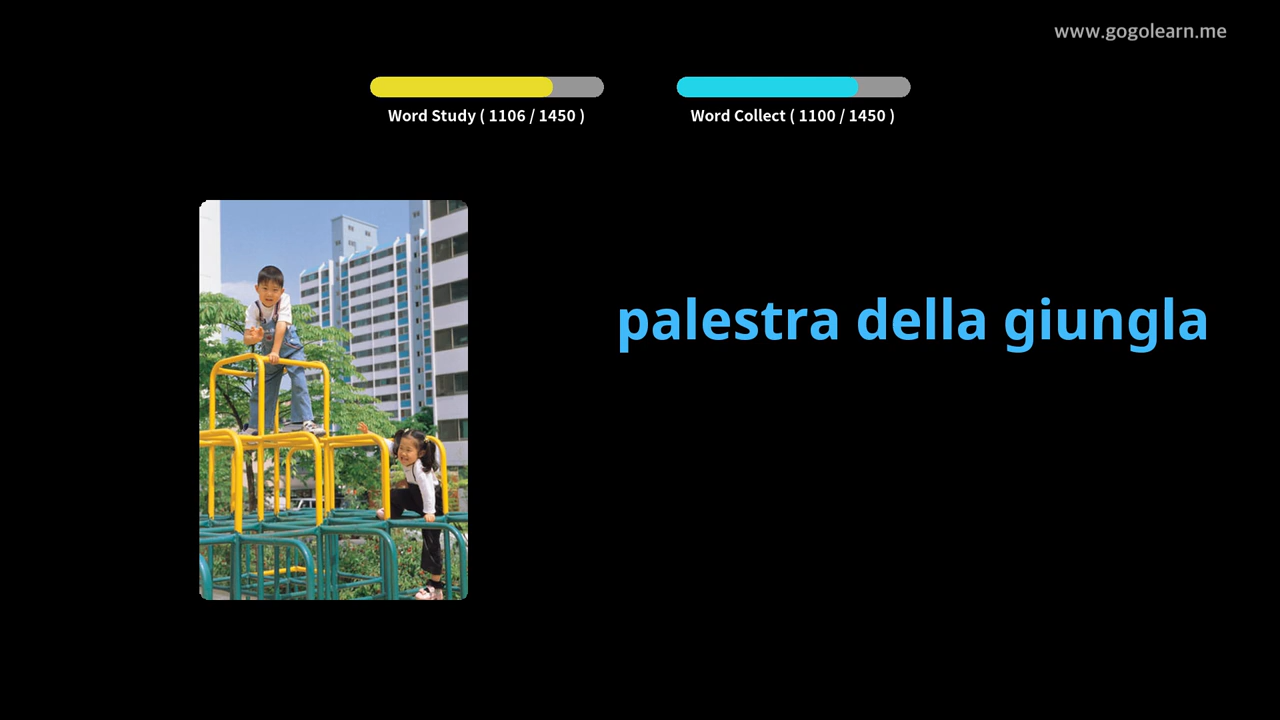 www.gogolearn.me
Word Study ( 1106 / 1450 )
Word Collect ( 1100 / 1450 )
palestra della giungla